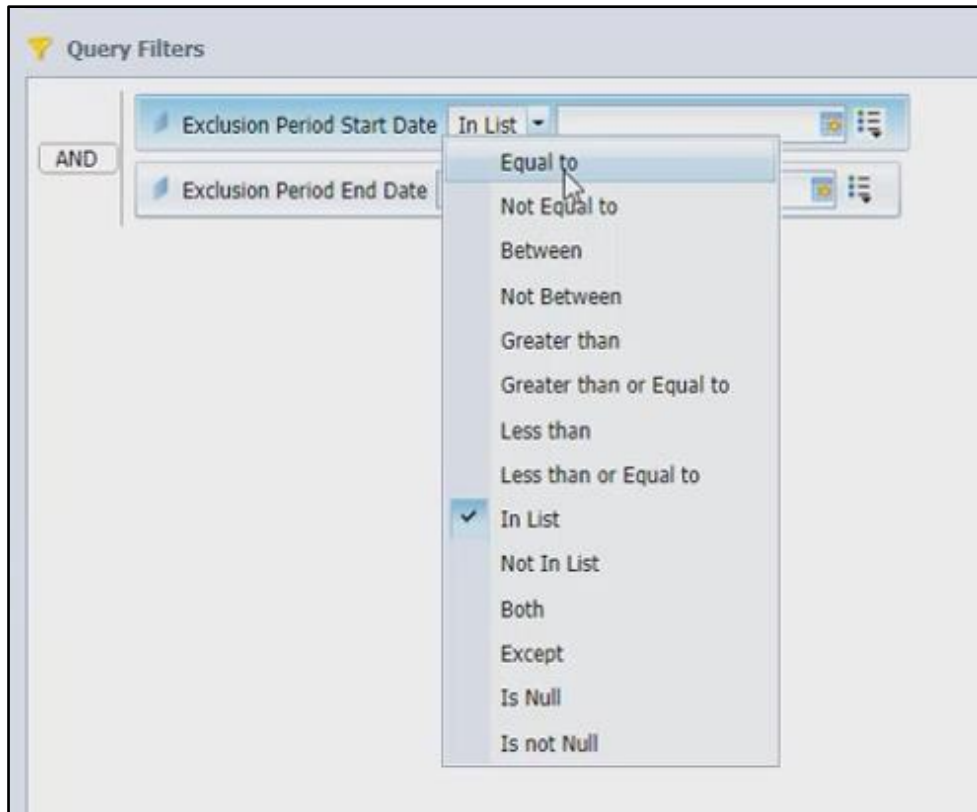 Query Filters
Exclusion Period Start Date In List
AND
Exclusion Period End Date
Equal to
Not Equal to
Between
Not Between
Greater than
Greater than or Equal to
Less than
Less than or Equal to
In List
Not In List
Both
Except
Is Null
Is not Null